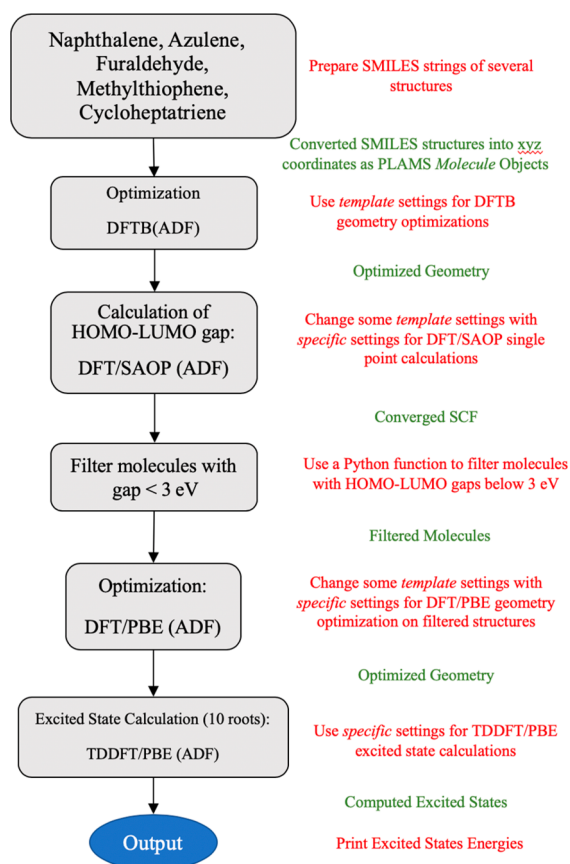 Naphthalene, Azulene,
Furaldehyde,
Methylthiophene,
Cycloheptatriene
Prepare SMILES strings of several
structures
Converted SMILES structures into xyz
coordinates as PLAMS Molecule Objects
Optimization
DFTB(ADF)
Use template settings for DFTB
geometry optimizations
Optimized Geometry
Calculation of
HOMO-LUMO gap:
DFT/SAOP (ADF)
Change some template settings with
specific settings for DFT/SAOP single
point calculations
Converged SCF
Filter molecules with
gap < 3 eV
Use a Python function to filter molecules
with HOMO-LUMO gaps below 3 eV
Filtered Molecules
Optimization:
DFT/PBE (ADF)
Change some template settings with
specific settings for DFT/PBE geometry
optimization on filtered structures
Optimized Geometry
Excited State Calculation (10 roots):
TDDFT/PBE (ADF)
Use specific settings for TDDFT/PBE
excited state calculations
Computed Excited States
Output
Print Excited States Energies